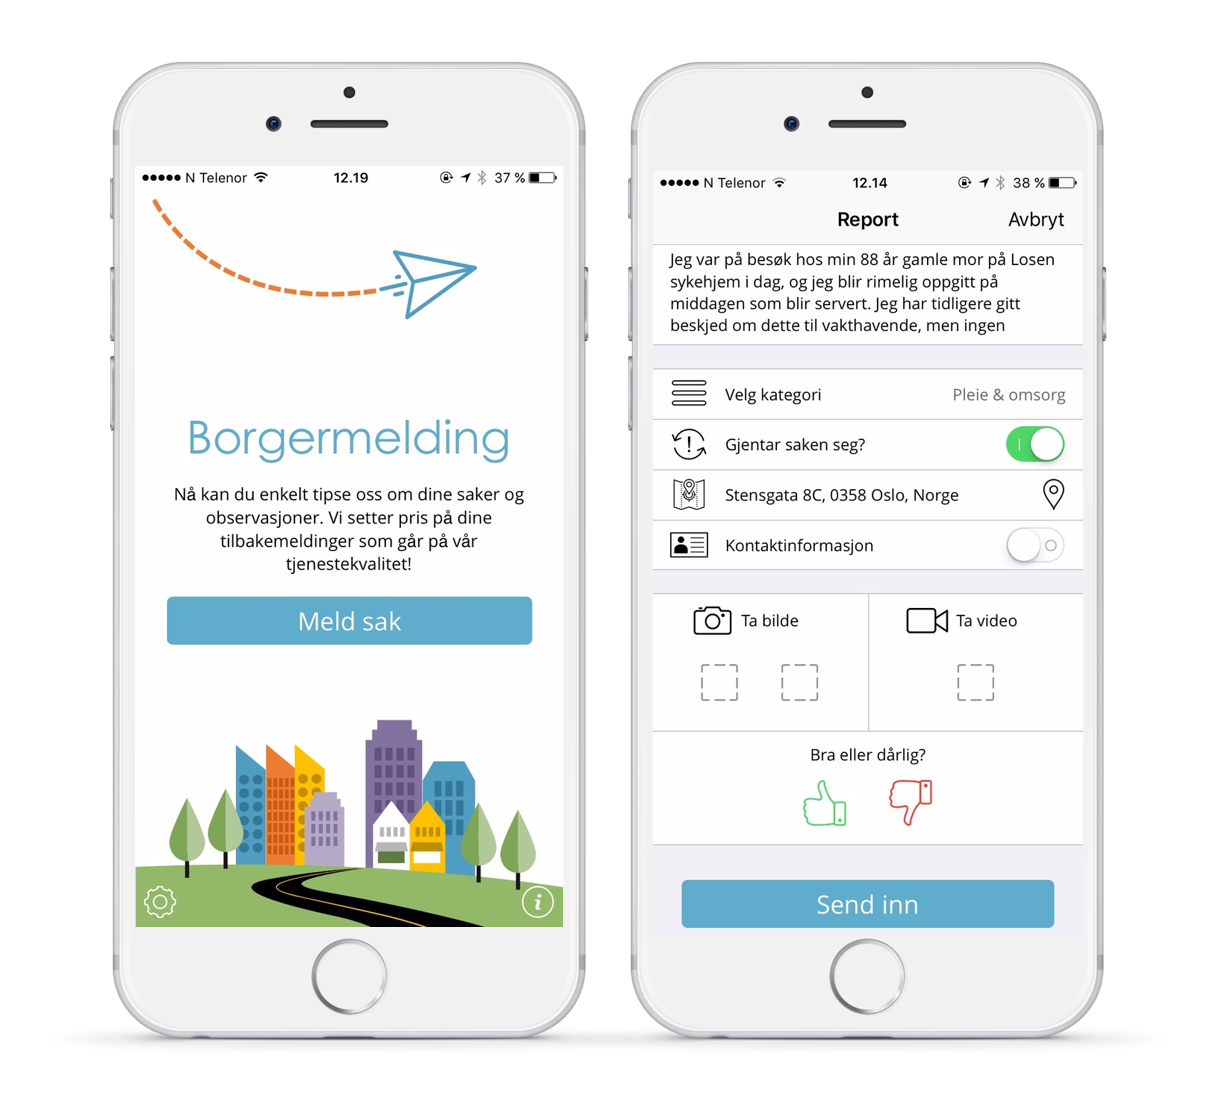 N Telenor 12.19 37 %
Borgermelding
Nå kan du enkelt tipse oss om dine saker og
observasjoner. Vi setter pris på dine
tilbakemeldinger som går på vår
tjenestekvalitet!
Meld sak
i
N Telenor 12.14 38 %
Report Avbryt
Jeg var på besøk hos min 88 år gamle mor på Losen
sykehjem i dag, og jeg blir rimelig oppgitt på
middagen som blir servert. Jeg har tidligere gitt
beskjed om dette til vakthavende, men ingen
Velg kategori Pleie & omsorg
Gjentar saken seg?
Stensgata 8C, 0358 Oslo, Norge
Kontaktinformasjon
Ta bilde Ta video
Bra eller dårlig?
Send inn